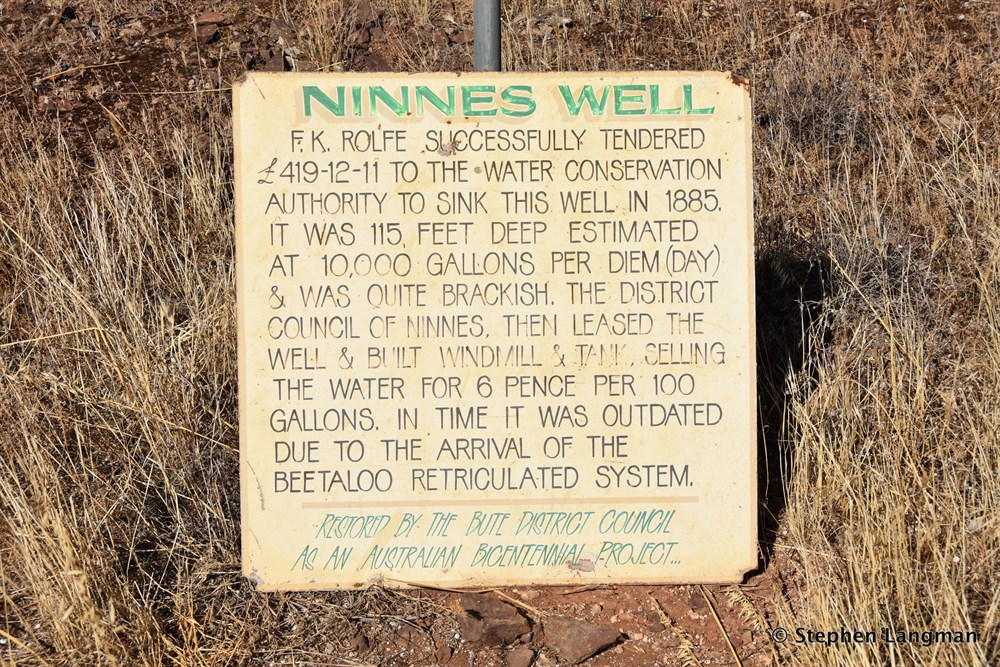 NINNES WELL
F. K. ROLFE SUCCESSFULLY TENDERED
£419-12-11 TO THE WATER CONSERVATION
AUTHORITY TO SINK THIS WELL IN 1885.
IT WAS 115, FEET DEEP ESTIMATED
AT 10,000 GALLONS PER DIEM (DAY)
& WAS QUITE BRACKISH. THE DISTRICT
COUNCIL OF NINNES, THEN LEASED THE
WELL & BUILT WINDMILL & TANK, SELLING
THE WATER FOR 6 PENCE PER 100
GALLONS. IN TIME IT WAS OUTDATED
DUE TO THE ARRIVAL OF THE
BEETALOO RETRICULATED SYSTEM.
RESTORED BY THE BUTE DISTRICT COUNCIL
AS AN AUSTRALIAN BICENTENNIAL PROJECT...
© Stephen Langman